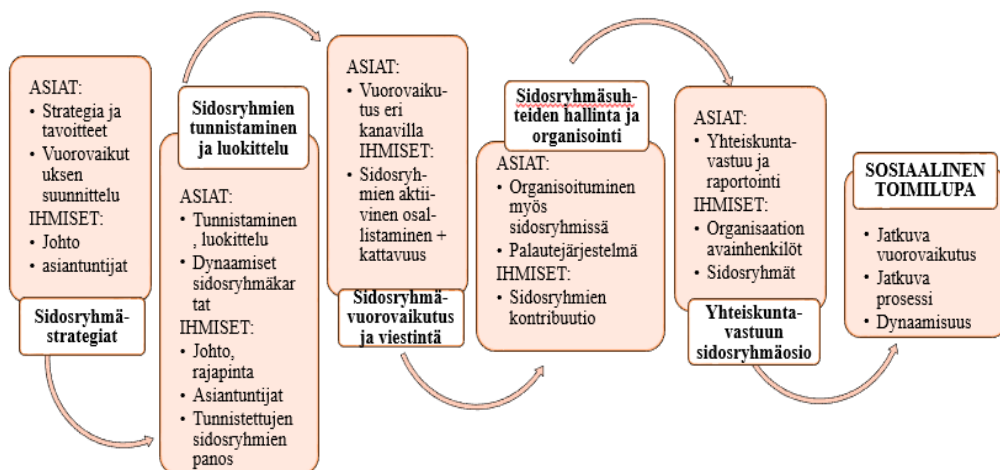 ASIAT:
• Strategia ja
tavoitteet
• Vuorovaikut
uksen
suunnittelu
IHMISET:
• Johto
• asiantuntijat
Sidosryhmä-
strategiat
Sidosryhmien
tunnistaminen
ja luokittelu
ASIAT:
• Tunnistaminen
, luokittelu
• Dynaamiset
sidosryhmäkar
tat
IHMISET:
• Johto,
rajapinta
• Asiantuntijat
• Tunnistettujen
sidosryhmien
panos
ASIAT:
• Vuorovaiku-
tus eri
kanavilla
IHMISET:
• Sidosryh-
mien aktii-
vinen osal-
listaminen +
kattavuus
Sidosryhmä-
vuorovaikutus
ja viestintä
Sidosryhmäsuh-
teiden hallinta ja
organisointi
ASIAT:
• Organisoituminen
myös
sidosryhmissä
• Palautejärjestelmä
IHMISET:
• Sidosryhmien
kontribuutio
ASIAT:
• Yhteiskunta-
vastuu ja
raportointi
IHMISET:
• Organisaation
avainhenkilöt
• Sidosryhmät
Yhteiskunta-
vastuun
sidosryhmäosio
SOSIAALINEN
TOIMILUPA
• Jatkuva
vuorovaikutus
• Jatkuva
prosessi
• Dynaamisuus